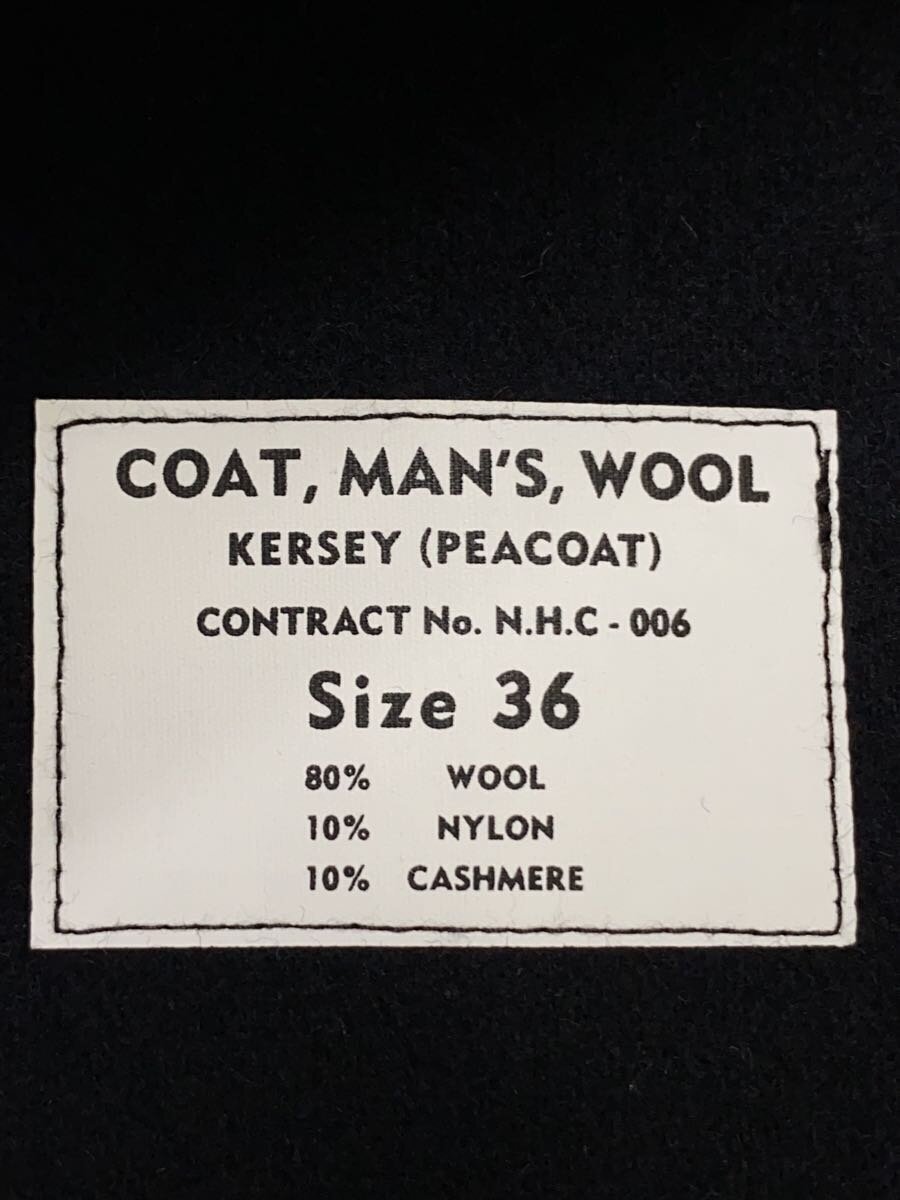 COAT, MAN'S, WOOL
KERSEY (PEACOAT)
CONTRACT No. N.H.C - 006
Size 36
80% WOOL
10% NYLON
10% CASHMERE